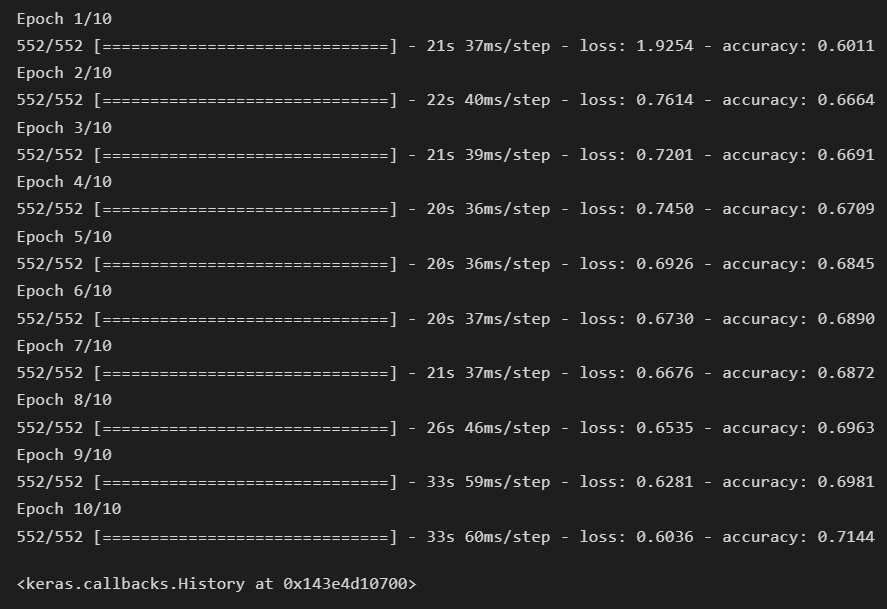 Epoch 1/10
552/552 [==============================] - 21s 37ms/step - loss: 1.9254 - accuracy: 0.6011
Epoch 2/10
552/552 [==============================] - 22s 40ms/step - loss: 0.7614 - accuracy: 0.6664
Epoch 3/10
552/552 [==============================] - 21s 39ms/step - loss: 0.7201 - accuracy: 0.6691
Epoch 4/10
552/552 [==============================] - 20s 36ms/step - loss: 0.7450 - accuracy: 0.6709
Epoch 5/10
552/552 [==============================] - 20s 36ms/step - loss: 0.6926 - accuracy: 0.6845
Epoch 6/10
552/552 [==============================] - 20s 37ms/step - loss: 0.6730 - accuracy: 0.6890
Epoch 7/10
552/552 [==============================] - 21s 37ms/step - loss: 0.6676 - accuracy: 0.6872
Epoch 8/10
552/552 [==============================] - 26s 46ms/step - loss: 0.6535 - accuracy: 0.6963
Epoch 9/10
552/552 [==============================] - 33s 59ms/step - loss: 0.6281 - accuracy: 0.6981
Epoch 10/10
552/552 [==============================] - 33s 60ms/step - loss: 0.6036 - accuracy: 0.7144
<keras.callbacks.History at 0x143e4d10700>